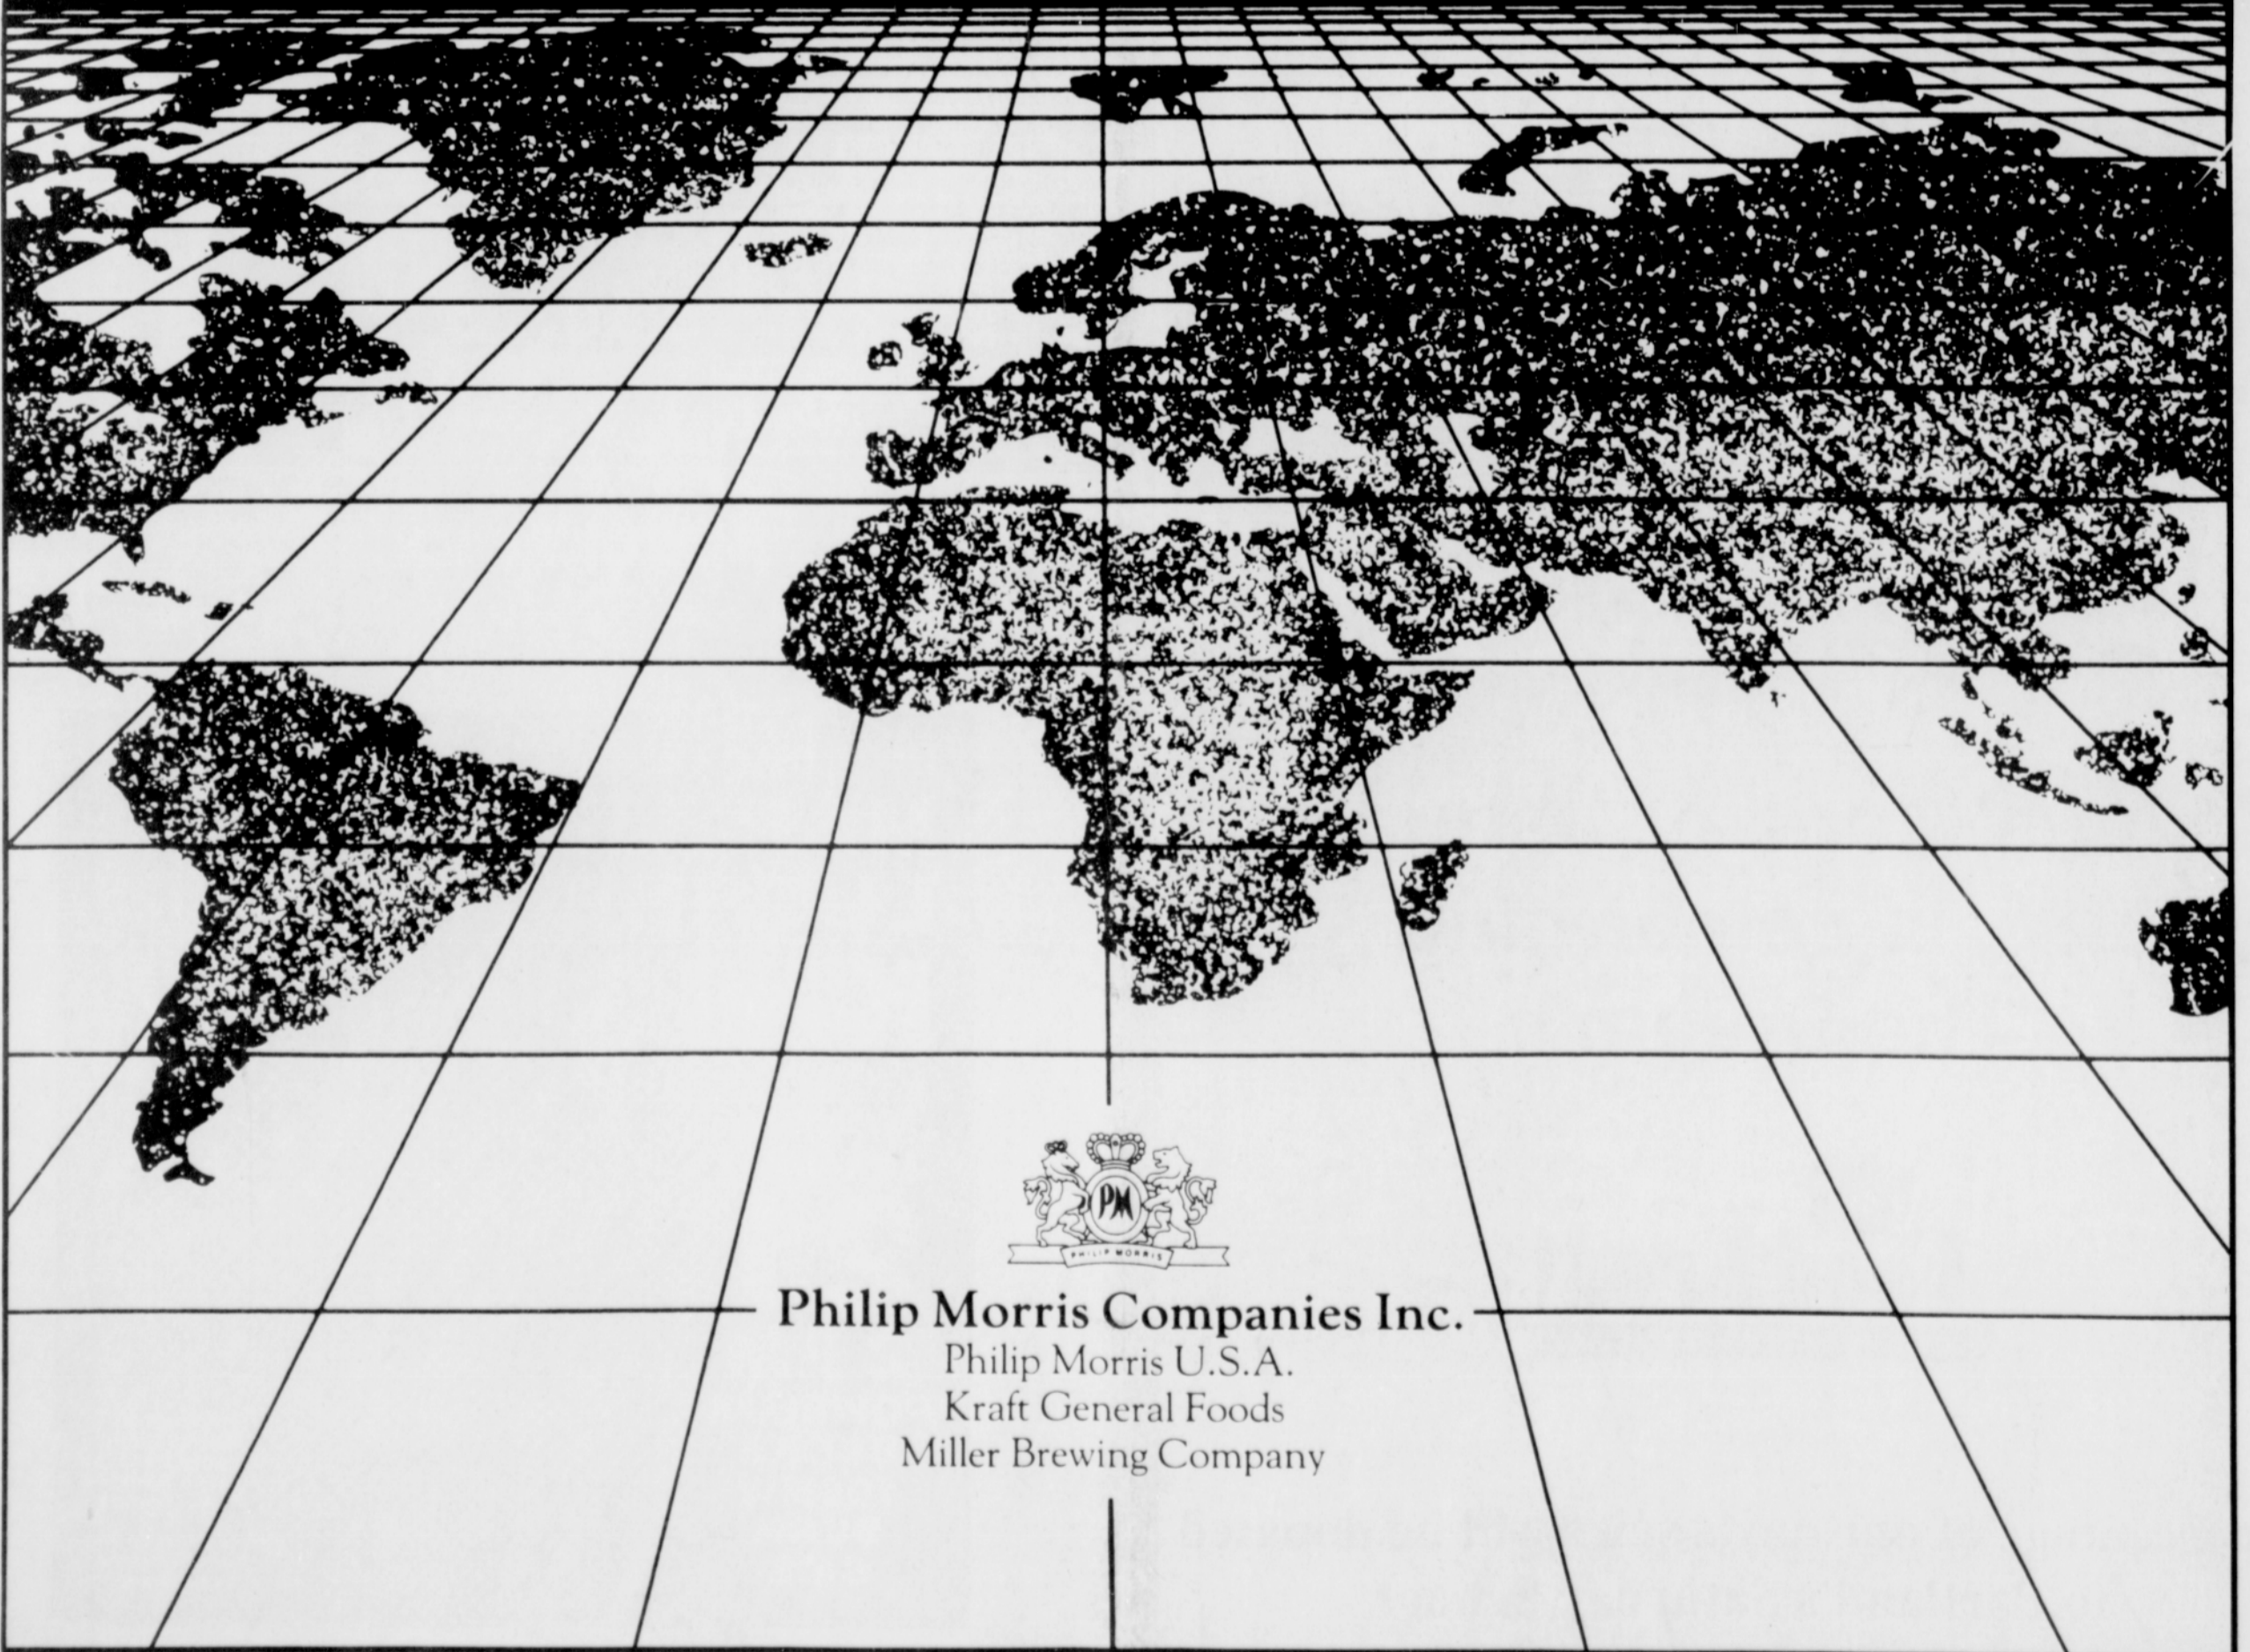 PM
PHILIP MORRIS
Philip Morris Companies Inc.
Philip Morris U.S.A.
Kraft General Foods
Miller Brewing Company